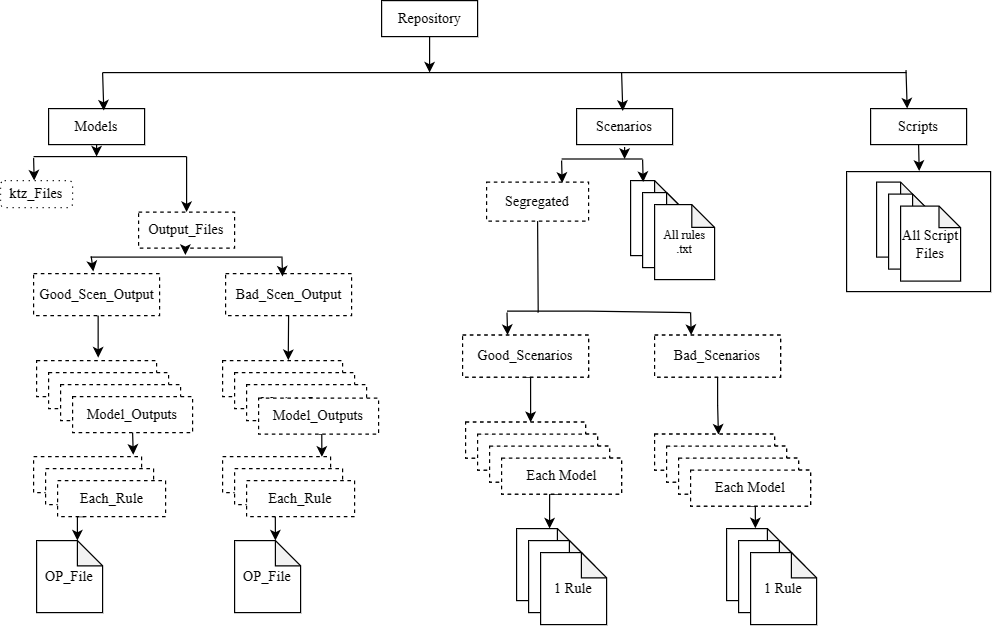 Repository
Models
Scenarios
Scripts
ktz_Files
Segregated
Output_Files
All rules
.txt
All Script
Files
Good_Scen_Output
Bad_Scen_Output
Good_Scenarios
Bad_Scenarios
Model_Outputs
Model_Outputs
Each Model
Each Model
Each_Rule
Each_Rule
OP_File
OP_File
1 Rule
1 Rule